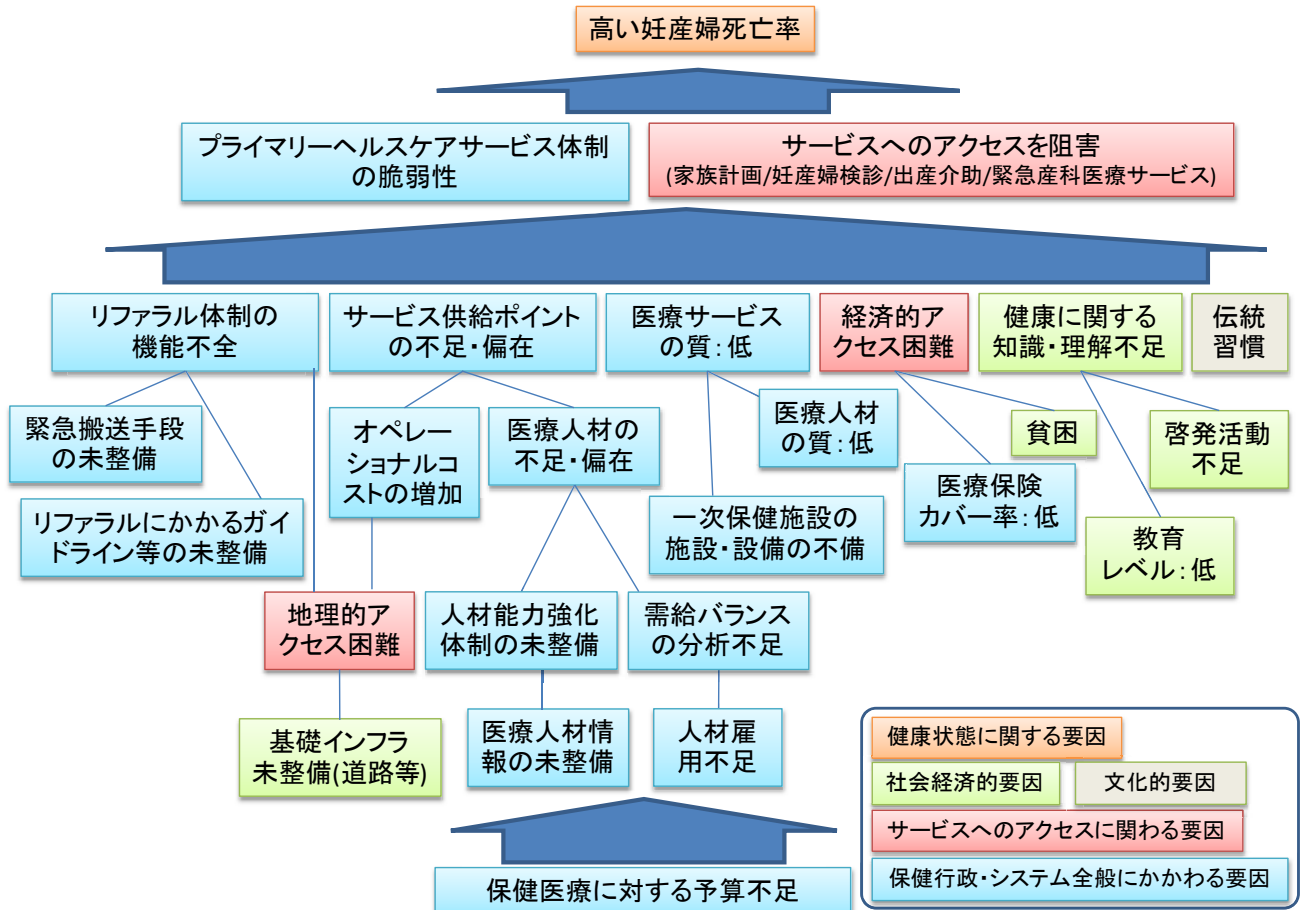 高い妊産婦死亡率
プライマリーヘルスケアサービス体制
の脆弱性
サービスへのアクセスを阻害
(家族計画/妊産婦検診/出産介助/緊急産科医療サービス)
リファラル体制の
機能不全
サービス供給ポイント
の不足・偏在
医療サービス
の質：低
経済的ア
クセス困難
健康に関する
知識・理解不足
伝統
習慣
緊急搬送手段
の未整備
オペレー
ショナルコ
ストの増加
医療人材の
不足・偏在
医療人材
の質：低
貧困
啓発活動
不足
リファラルにかかるガイ
ドライン等の未整備
一次保健施設の
施設・設備の不備
医療保険
カバー率：低
教育
レベル：低
地理的ア
クセス困難
人材能力強化
体制の未整備
需給バランス
の分析不足
基礎インフラ
未整備(道路等)
医療人材情
報の未整備
人材雇
用不足
保健医療に対する予算不足
健康状態に関する要因
社会経済的要因
文化的要因
サービスへのアクセスに関わる要因
保健行政・システム全般にかかわる要因